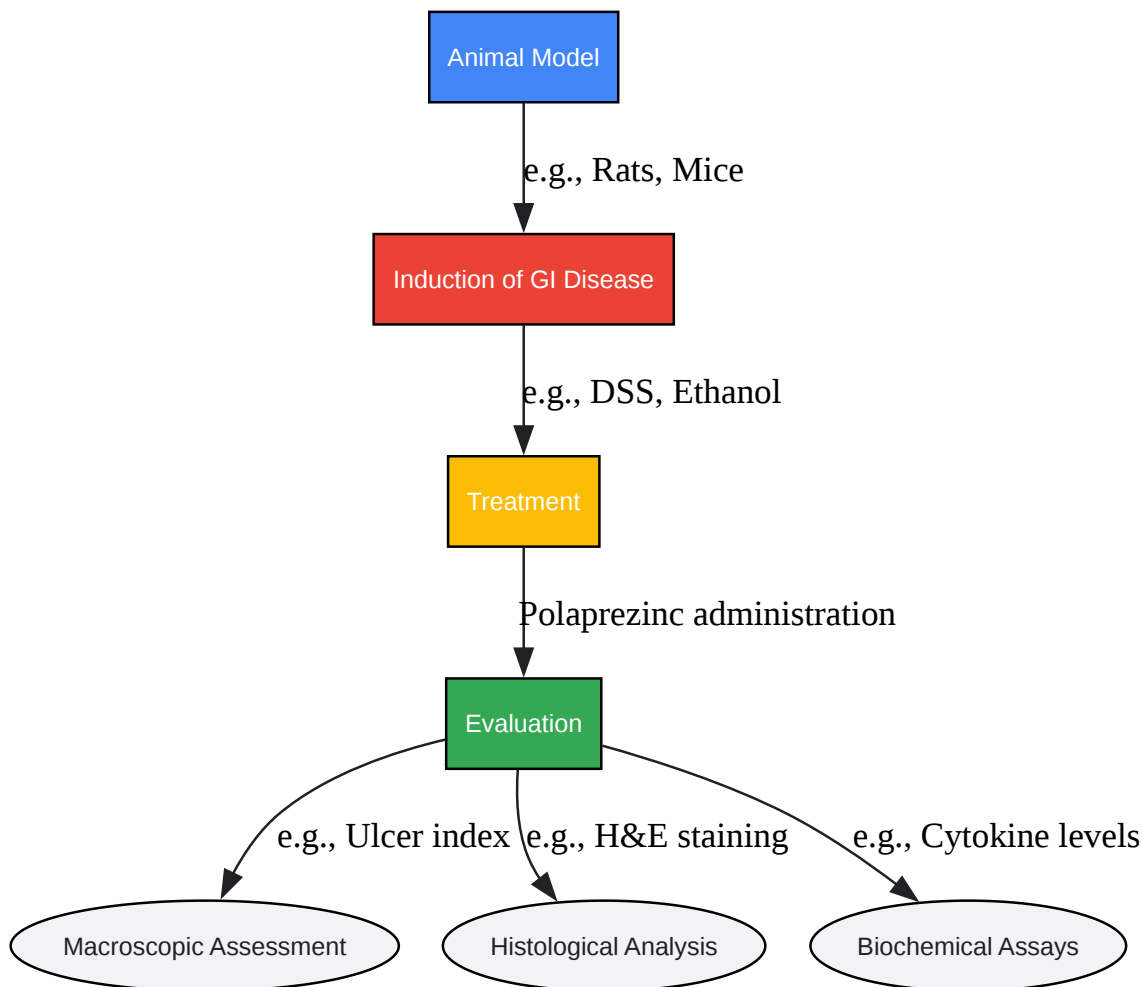 Animal Model
e.g., Rats, Mice
Induction of GI Disease
e.g., DSS, Ethanol
Treatment
Polaprezinc administration
Evaluation
e.g., Ulcer index
e.g., H&E staining
e.g., Cytokine levels
Macroscopic Assessment
Histological Analysis
Biochemical Assays